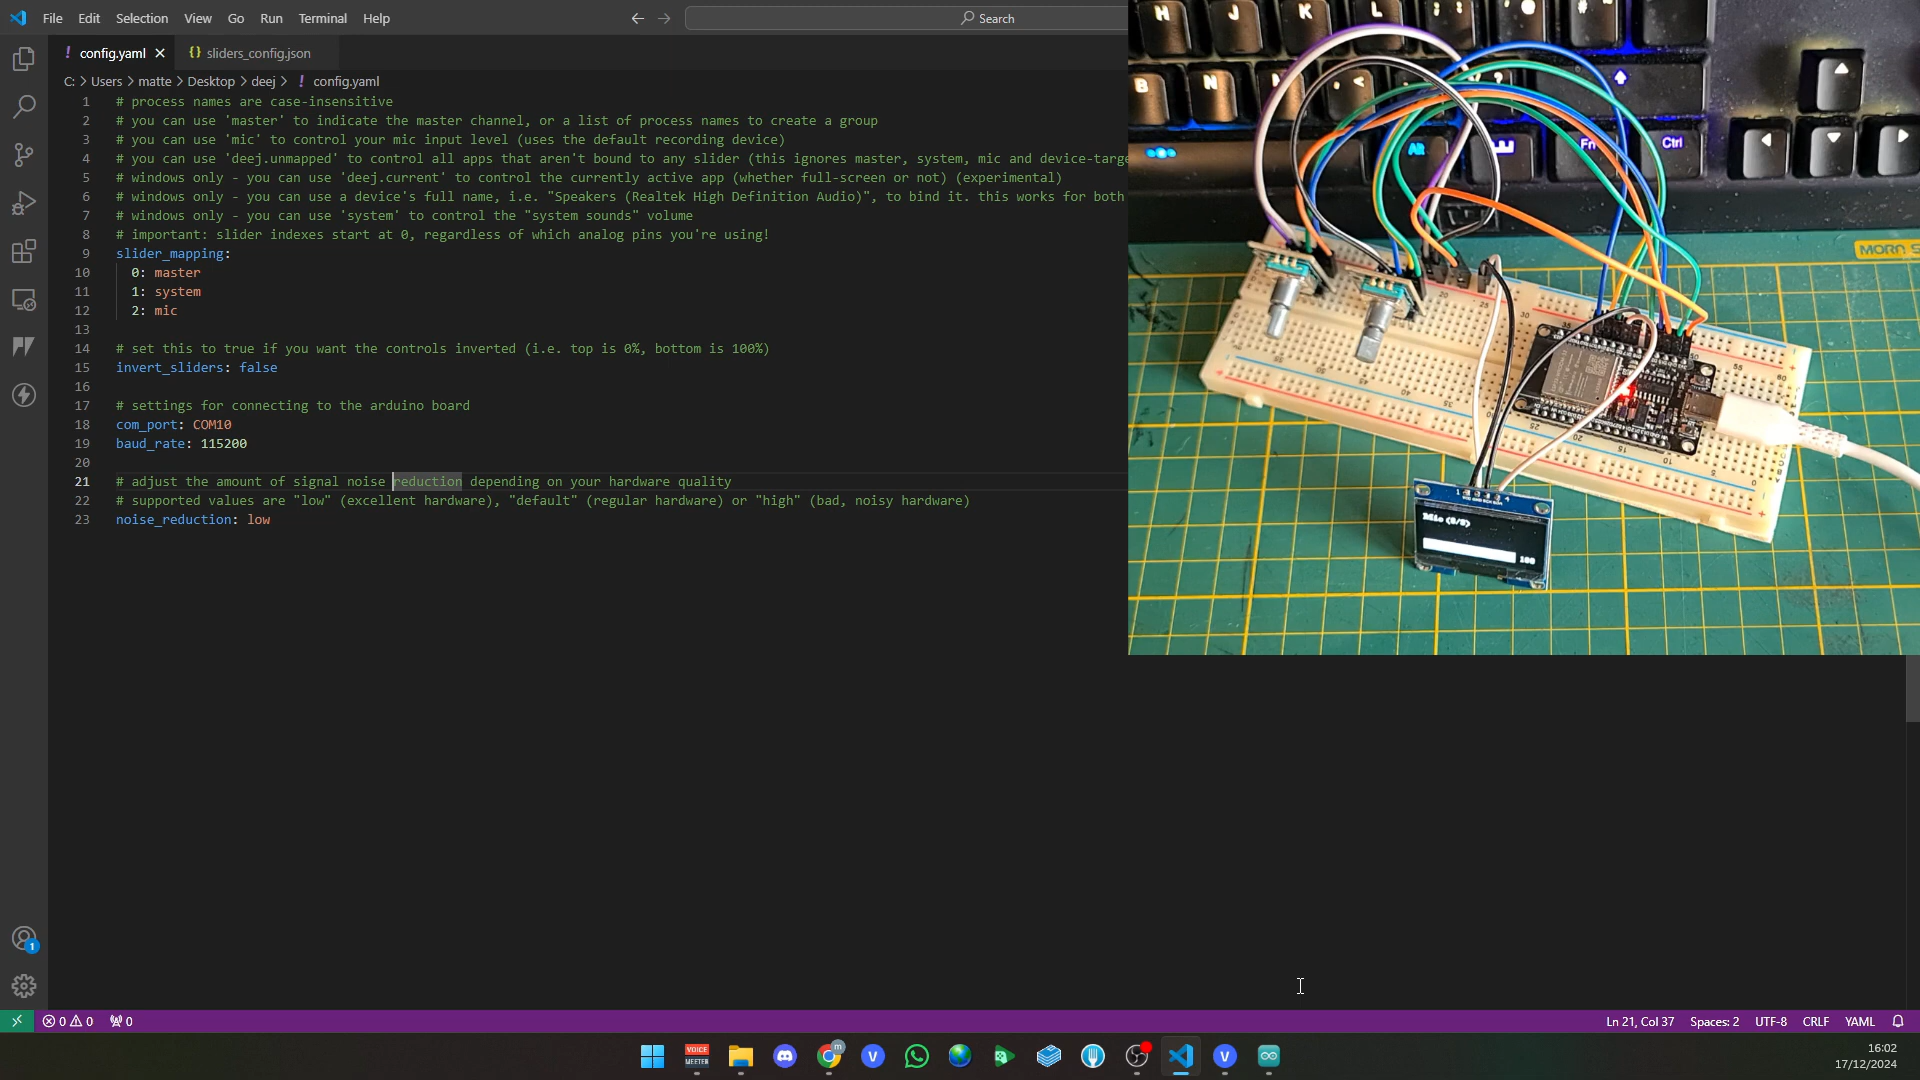 File Edit Selection View Go Run Terminal Help
Search
config.yaml
sliders_config.json
C: > Users > matte > Desktop > deej > ! config.yaml
1 # process names are case-insensitive
2 # you can use 'master' to indicate the master channel, or a list of process names to create a group
3 # you can use 'mic' to control your mic input level (uses the default recording device)
4 # you can use 'deej.unmapped' to control all apps that aren't bound to any slider (this ignores master, system, mic and device-targe
5 # windows only - you can use 'deej.current' to control the currently active app (whether full-screen or not) (experimental)
6 # windows only - you can use a device's full name, i.e. "Speakers (Realtek High Definition Audio)", to bind it. this works for both
7 # windows only - you can use 'system' to control the "system sounds" volume
8 # important: slider indexes start at 0, regardless of which analog pins you're using!
9 slider_mapping:
10 0: master
11 1: system
12 2: mic
13
14 # set this to true if you want the controls inverted (i.e. top is 0%, bottom is 100%)
15 invert_sliders: false
16
17 # settings for connecting to the arduino board
18 com_port: COM10
19 baud_rate: 115200
20
21 # adjust the amount of signal noise reduction depending on your hardware quality
22 # supported values are "low" (excellent hardware), "default" (regular hardware) or "high" (bad, noisy hardware)
23 noise_reduction: low
H J K L
B N
Alt
Fn
Ctrl
100
1
0 0 0
Ln 21, Col 37 Spaces: 2 UTF-8 CRLF YAML
VOICE
MEETER
m
V
V
16:02
17/12/2024